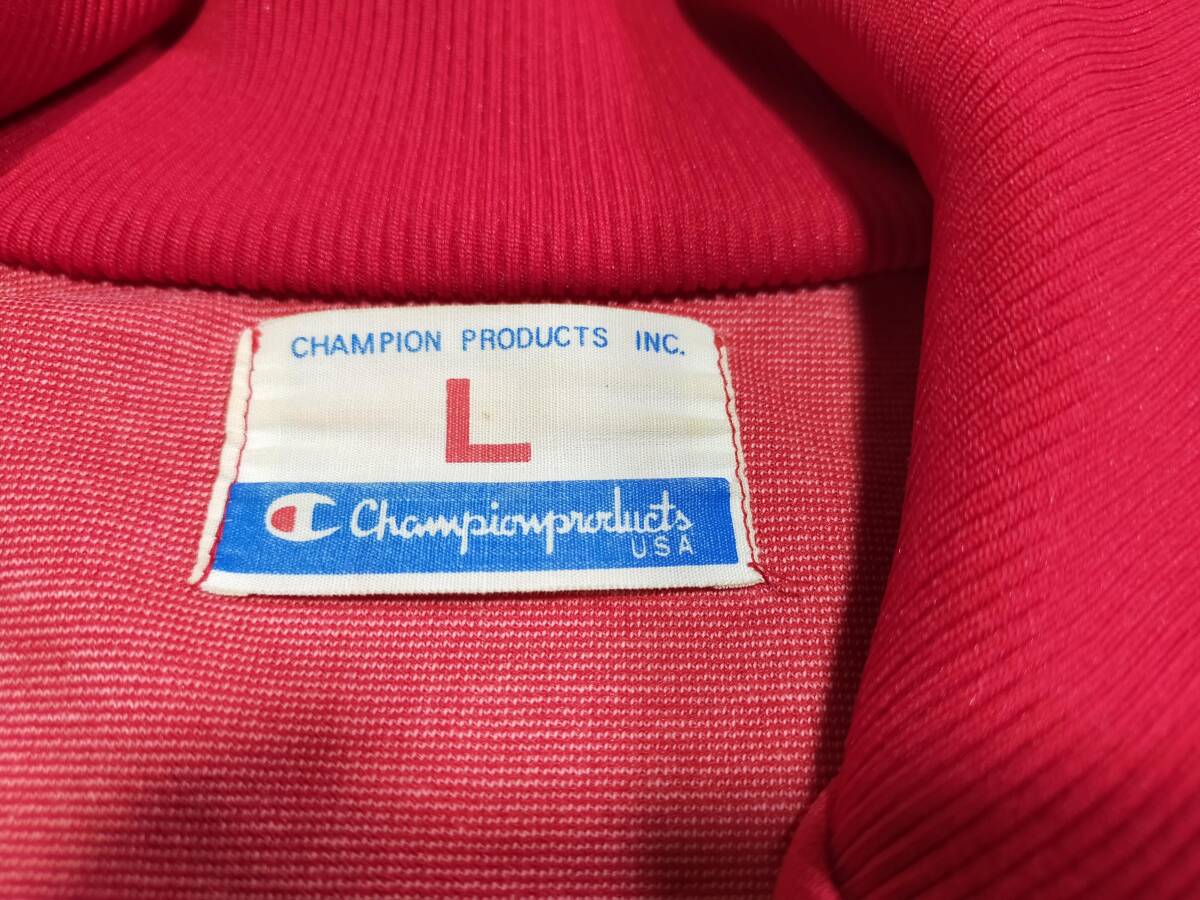 CHAMPION PRODUCTS INC.
L
Championproducts
USA